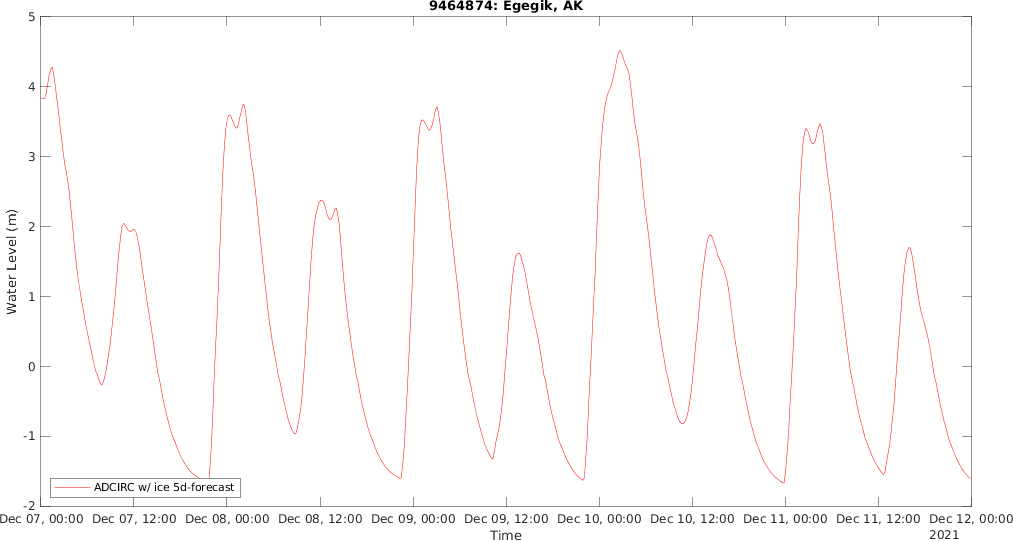 9464874: Egegik, AK
Water Level (m)
5
4
3
2
1
0
-1
-2
ADCIRC w/ ice 5d-forecast
Dec 07, 00:00 Dec 07, 12:00 Dec 08, 00:00 Dec 08, 12:00 Dec 09, 00:00 Dec 09, 12:00 Dec 10, 00:00 Dec 10, 12:00 Dec 11, 00:00 Dec 11, 12:00 Dec 12, 00:00
Time
2021